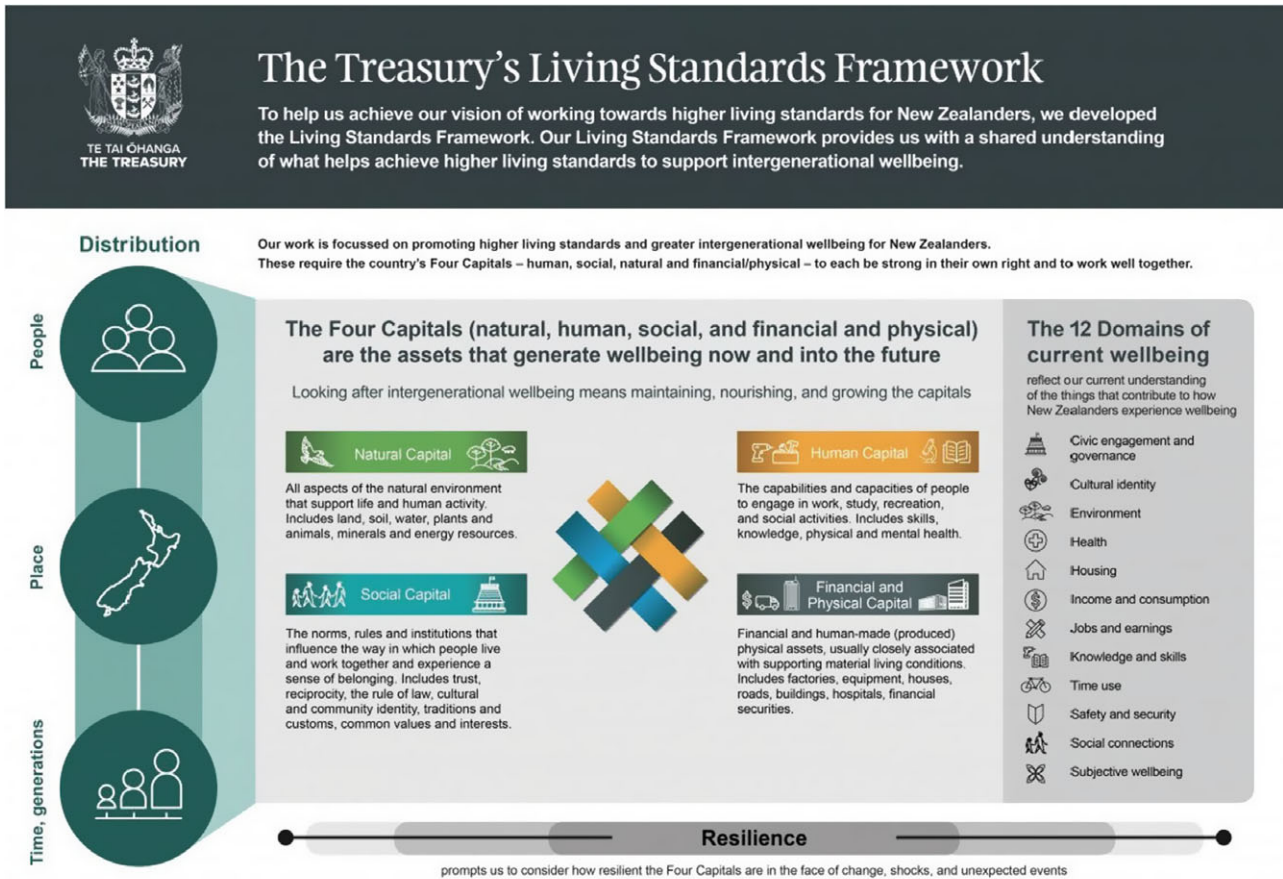 The Treasury's Living Standards Framework
To help us achieve our vision of working towards higher living standards for New Zealanders, we developed
the Living Standards Framework. Our Living Standards Framework provides us with a shared understanding
of what helps achieve higher living standards to support intergenerational wellbeing.
TE TAI ŌHANGA
THE TREASURY
Distribution
People
Place
Time, generations
Our work is focussed on promoting higher living standards and greater intergenerational wellbeing for New Zealanders.
These require the country's Four Capitals – human, social, natural and financial/physical – to each be strong in their own right and to work well together.
The Four Capitals (natural, human, social, and financial and physical)
are the assets that generate wellbeing now and into the future
Looking after intergenerational wellbeing means maintaining, nourishing, and growing the capitals
Natural Capital
All aspects of the natural environment
that support life and human activity.
Includes land, soil, water, plants and
animals, minerals and energy resources.
Human Capital
The capabilities and capacities of people
to engage in work, study, recreation,
and social activities. Includes skills,
knowledge, physical and mental health.
Social Capital
The norms, rules and institutions that
influence the way in which people live
and work together and experience a
sense of belonging. Includes trust,
reciprocity, the rule of law, cultural
and community identity, traditions and
customs, common values and interests.
$
Financial and
Physical Capital
Financial and human-made (produced)
physical assets, usually closely associated
with supporting material living conditions.
Includes factories, equipment, houses,
roads, buildings, hospitals, financial
securities.
The 12 Domains of
current wellbeing
reflect our current understanding
of the things that contribute to how
New Zealanders experience wellbeing
Civic engagement and
governance
Cultural identity
Environment
Health
Housing
$ Income and consumption
Jobs and earnings
Knowledge and skills
Time use
Safety and security
Social connections
Subjective wellbeing
Resilience
prompts us to consider how resilient the Four Capitals are in the face of change, shocks, and unexpected events